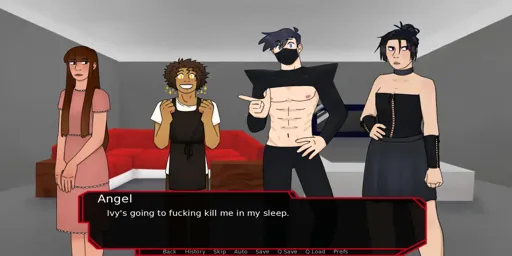 Angel
Ivy's going to fucking kill me in my sleep.
Back History Skip Auto Save Q.Save Q.Load Prefs